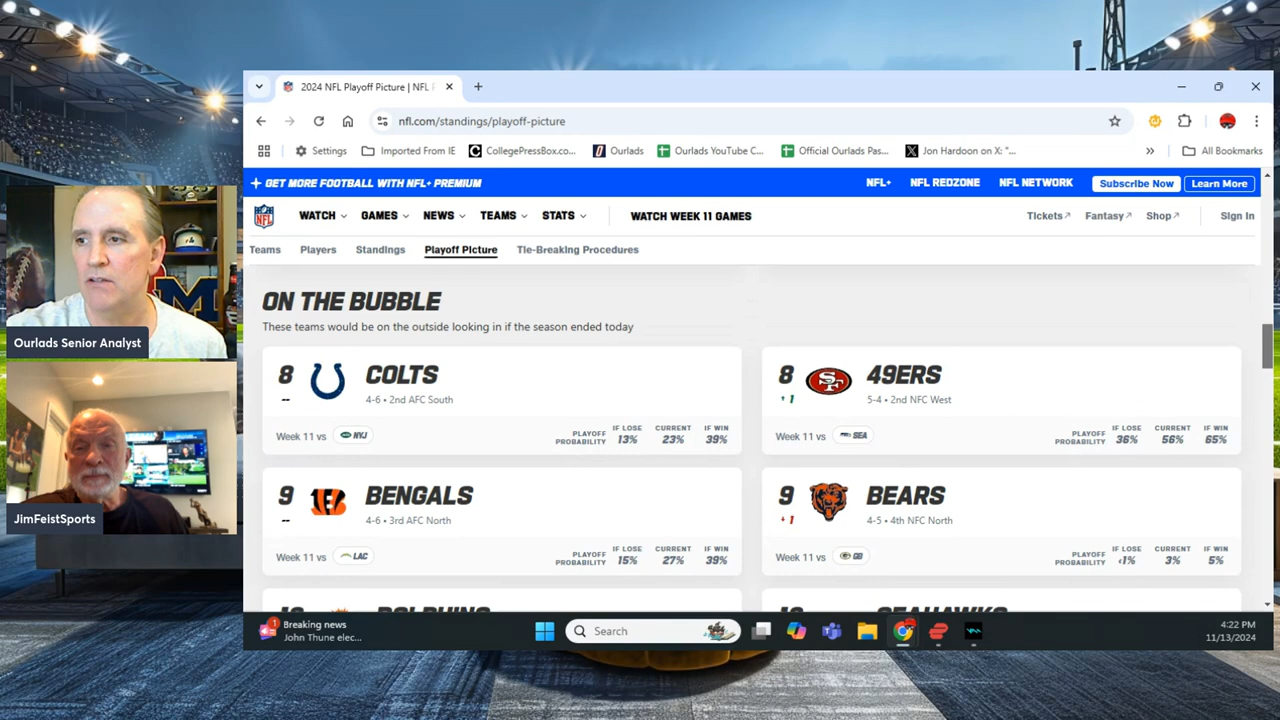 2024 NFL Playoff Picture | NFL
nfl.com/standings/playoff-picture
Settings
Imported From IE
CollegePressBox.co...
Ourlads
Ourlads YouTube C...
Official Ourlads Pas...
Jon Hardoon on X: "...
All Bookmarks
GET MORE FOOTBALL WITH NFL+ PREMIUM
NFL+
NFL REDZONE
NFL NETWORK
Subscribe Now
Learn More
NFL
WATCH
GAMES
NEWS
TEAMS
STATS
WATCH WEEK 11 GAMES
Tickets
Fantasy
Shop
Sign In
Teams
Players
Standings
Playoff Picture
Tie-Breaking Procedures
ON THE BUBBLE
These teams would be on the outside looking in if the season ended today
8 COLTS
--
4-6 • 2nd AFC South
Week 11 vs NYJ
PLAYOFF PROBABILITY
IF LOSE CURRENT IF WIN
13% 23% 39%
8 SF 49ERS
1
5-4 • 2nd NFC West
Week 11 vs SEA
PLAYOFF PROBABILITY
IF LOSE CURRENT IF WIN
36% 56% 65%
9 BENGALS
--
4-6 • 3rd AFC North
Week 11 vs LAC
PLAYOFF PROBABILITY
IF LOSE CURRENT IF WIN
15% 27% 39%
9 BEARS
1
4-5 • 4th NFC North
Week 11 vs GB
PLAYOFF PROBABILITY
IF LOSE CURRENT IF WIN
<1% 3% 5%
10 DOLPHINS
10 SEAHAWKS
Ourlads Senior Analyst
JimFeistSports
M
1
Breaking news
John Thune elec...
Search
4:22 PM
11/13/2024